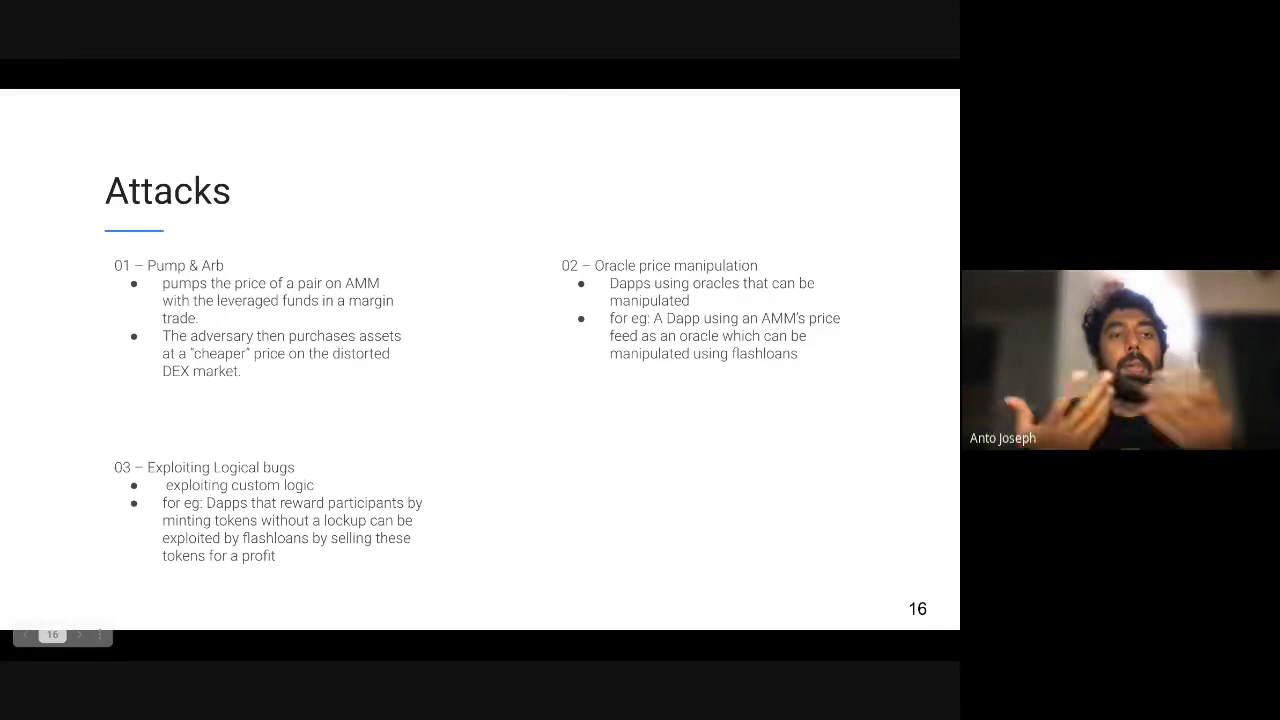 Attacks
01 – Pump & Arb
● pumps the price of a pair on AMM
with the leveraged funds in a margin
trade.
● The adversary then purchases assets
at a “cheaper” price on the distorted
DEX market.
02 – Oracle price manipulation
● Dapps using oracles that can be
manipulated
● for eg: A Dapp using an AMM's price
feed as an oracle which can be
manipulated using flashloans
03 – Exploiting Logical bugs
● exploiting custom logic
● for eg: Dapps that reward participants by
minting tokens without a lockup can be
exploited by flashloans by selling these
tokens for a profit
16
16
Anto Joseph